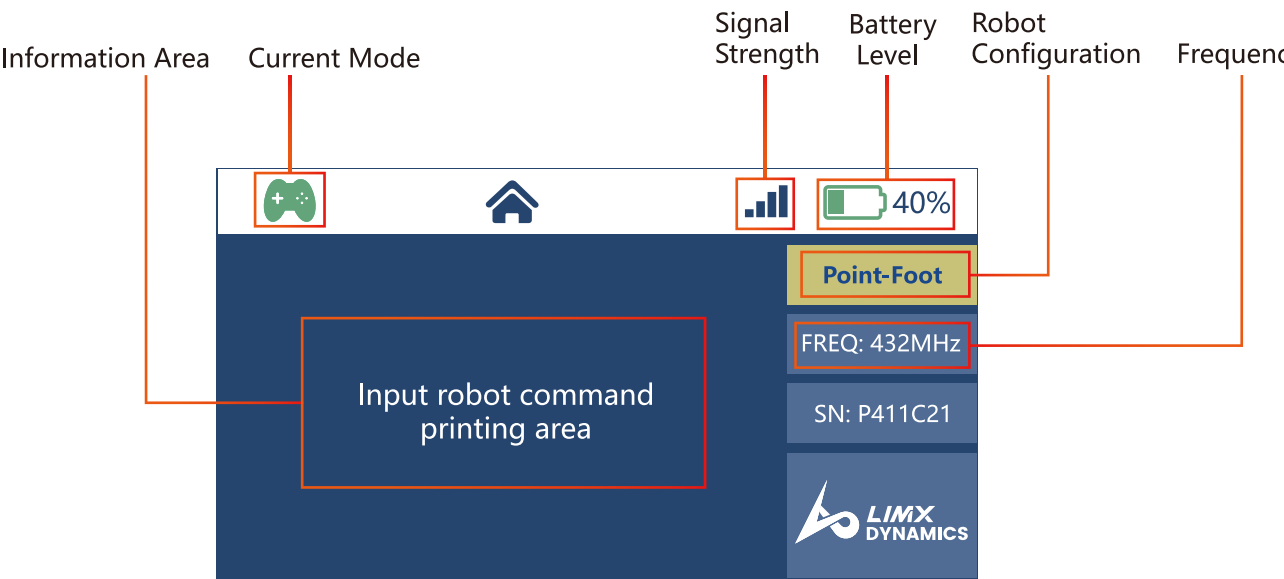 Signal Strength
Battery Level
Robot Configuration
Information Area
Current Mode
Frequenc
40%
Point-Foot
FREQ: 432MHz
Input robot command
printing area
SN: P411C21
LIMX
DYNAMICS